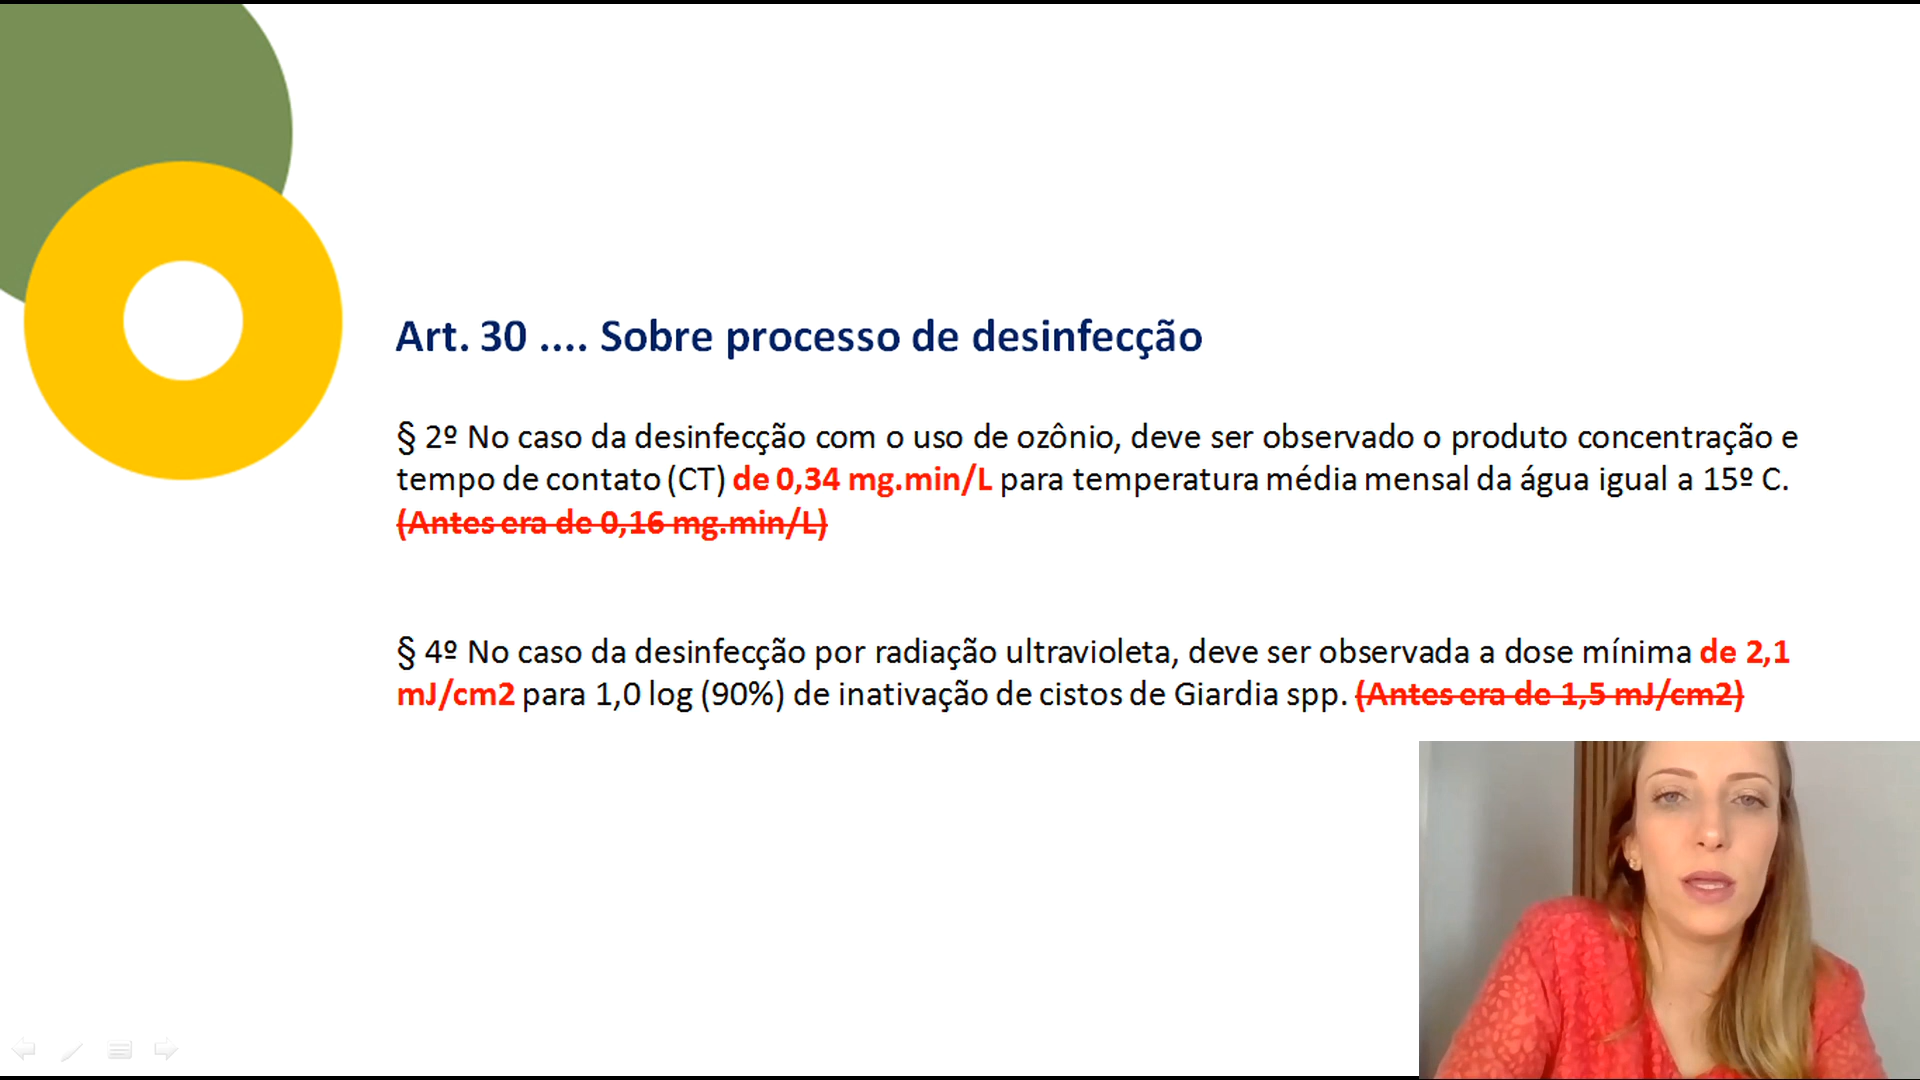 Art. 30 .... Sobre processo de desinfecção
§ 2º No caso da desinfecção com o uso de ozônio, deve ser observado o produto concentração e
tempo de contato (CT) de 0,34 mg.min/L para temperatura média mensal da água igual a 15º C.
(Antes era de 0,16 mg.min/L)
§ 4º No caso da desinfecção por radiação ultravioleta, deve ser observada a dose mínima de 2,1
mJ/cm2 para 1,0 log (90%) de inativação de cistos de Giardia spp. (Antes era de 1,5 mJ/cm2)